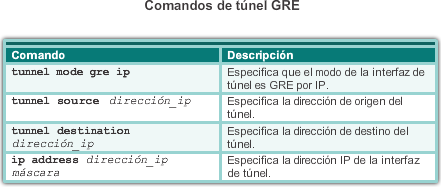 Comandos de túnel GRE
Comando Descripción
tunnel mode gre ip Especifica que el modo de la interfaz de
túnel es GRE por IP.
tunnel source dirección_ip Especifica la dirección de origen del
túnel.
tunnel destination Especifica la dirección de destino del
dirección_ip túnel.
ip address dirección_ip Especifica la dirección IP de la interfaz
máscara de túnel.